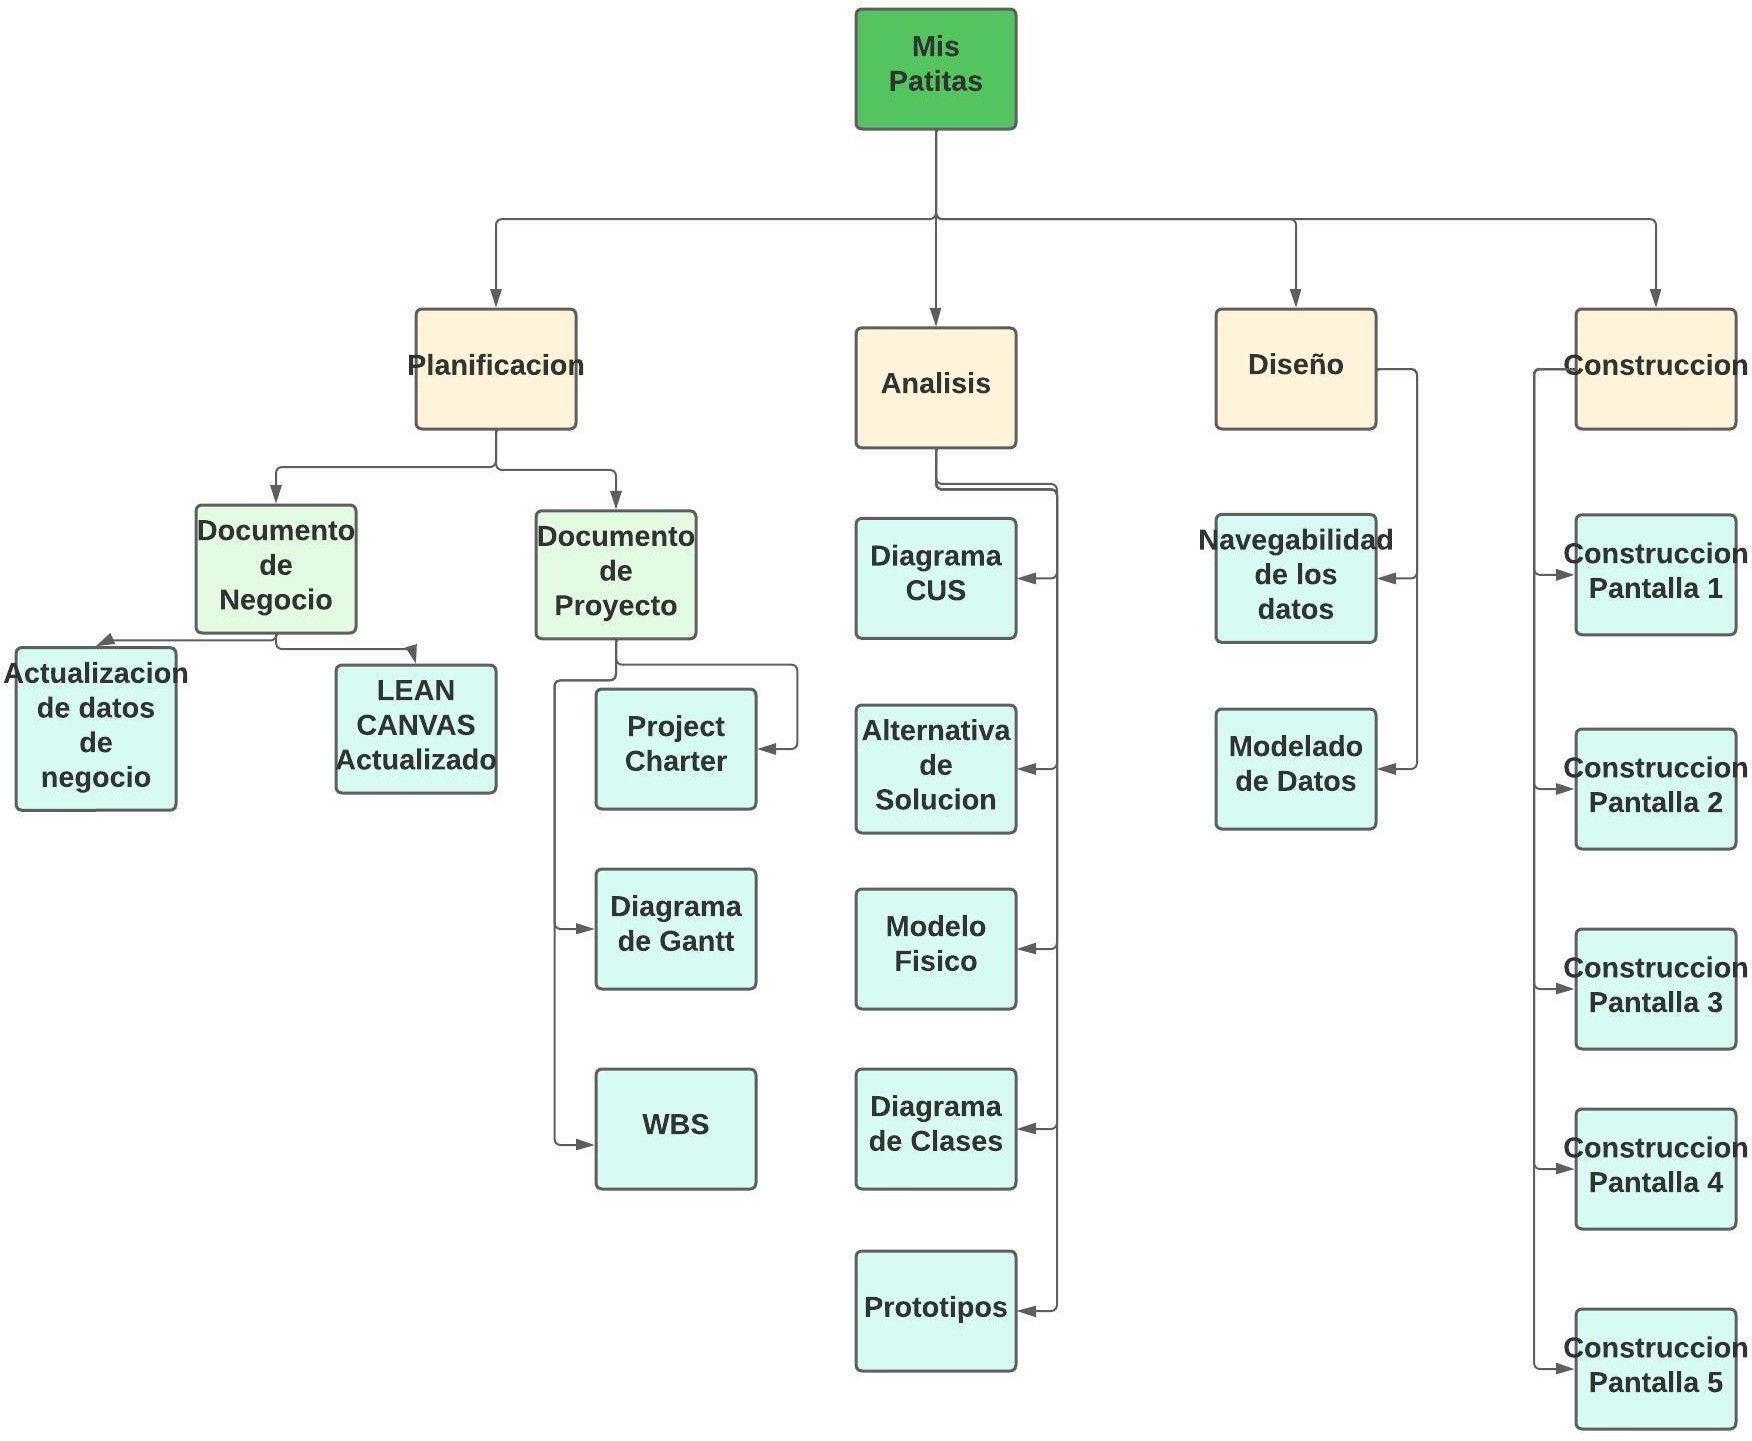 Mis
Patitas
Planificacion
Analisis
Diseño
Construccion
Documento
de
Negocio
Documento
de
Proyecto
Actualizacion
de datos
de
negocio
LEAN
CANVAS
Actualizado
Project
Charter
Diagrama
de Gantt
WBS
Diagrama
CUS
Alternativa
de
Solucion
Modelo
Fisico
Diagrama
de Clases
Prototipos
Navegabilidad
de los
datos
Modelado
de Datos
Construccion
Pantalla 1
Construccion
Pantalla 2
Construccion
Pantalla 3
Construccion
Pantalla 4
Construccion
Pantalla 5